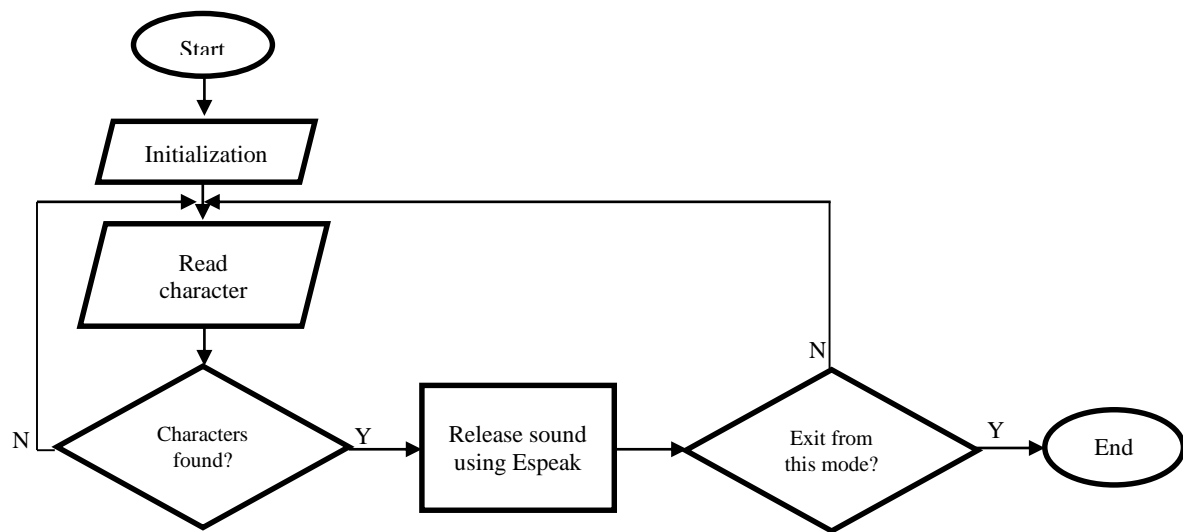 Start
Initialization
Read
character
N
Characters
found?
Y
Release sound
using Espeak
N
Exit from
this mode?
Y
End